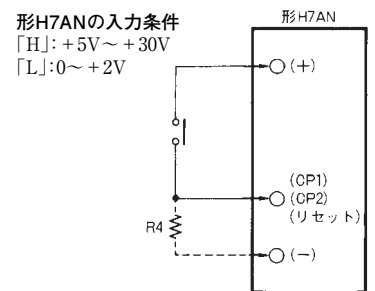 形H7ANの入力条件
「H」：+5V～+30V
「L」：0～+2V
形H7AN
(+)
(CP1)
(CP2)
(リセット)
R4
(−)